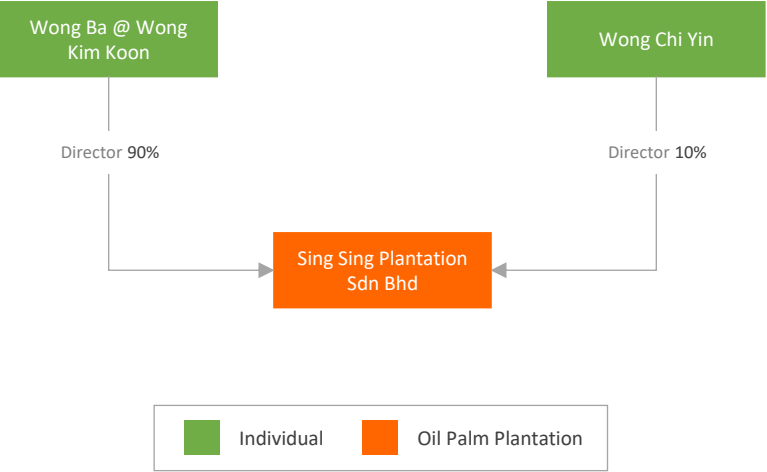 Wong Ba @ Wong
Kim Koon
Wong Chi Yin
Director 90%
Director 10%
Sing Sing Plantation
Sdn Bhd
Individual
Oil Palm Plantation